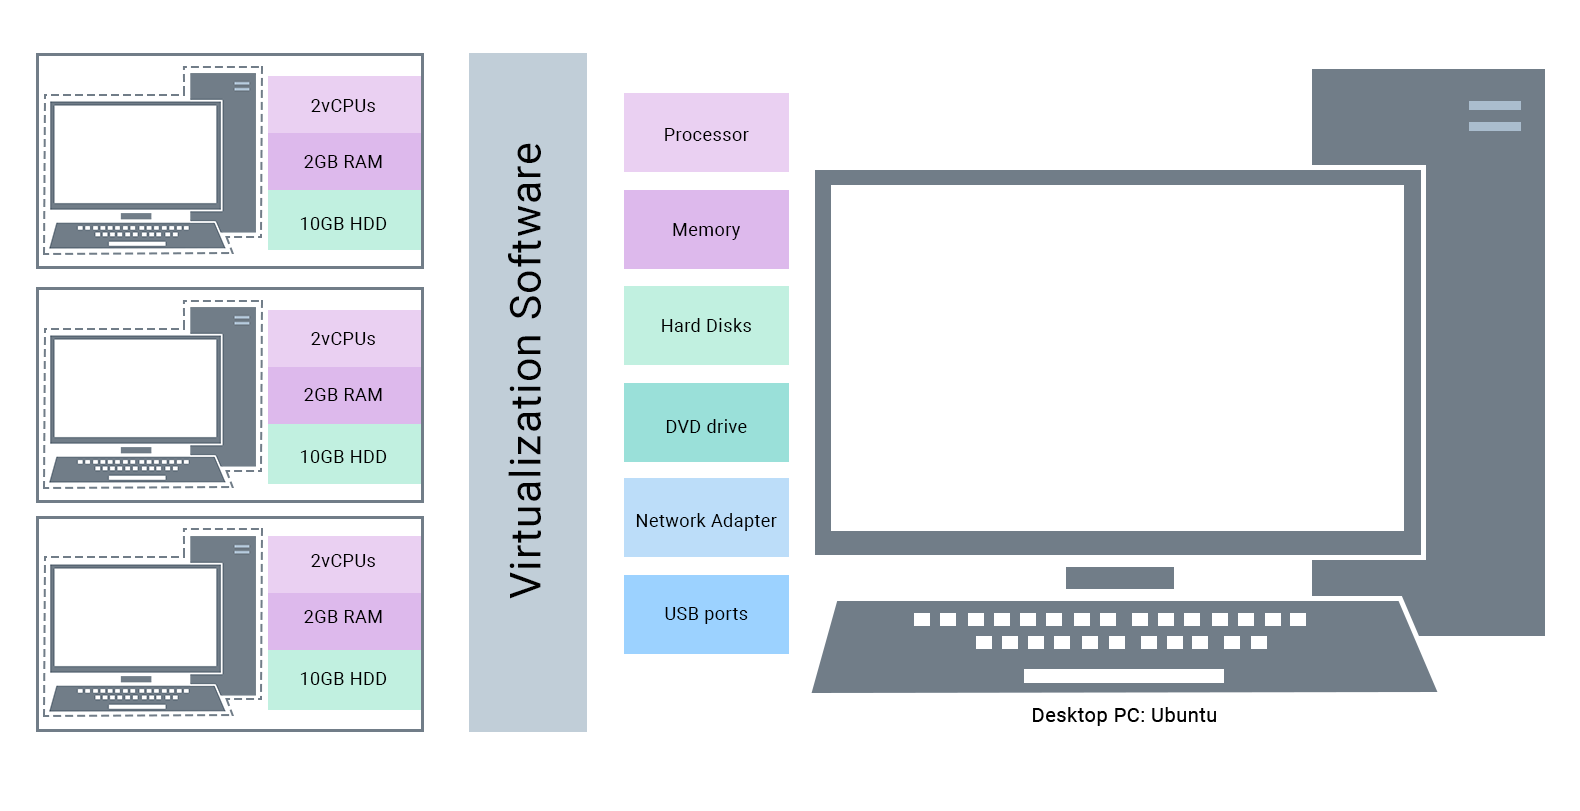 2vCPUs
2GB RAM
10GB HDD
2vCPUs
2GB RAM
10GB HDD
2vCPUs
2GB RAM
10GB HDD
Virtualization Software
Processor
Memory
Hard Disks
DVD drive
Network Adapter
USB ports
Desktop PC: Ubuntu